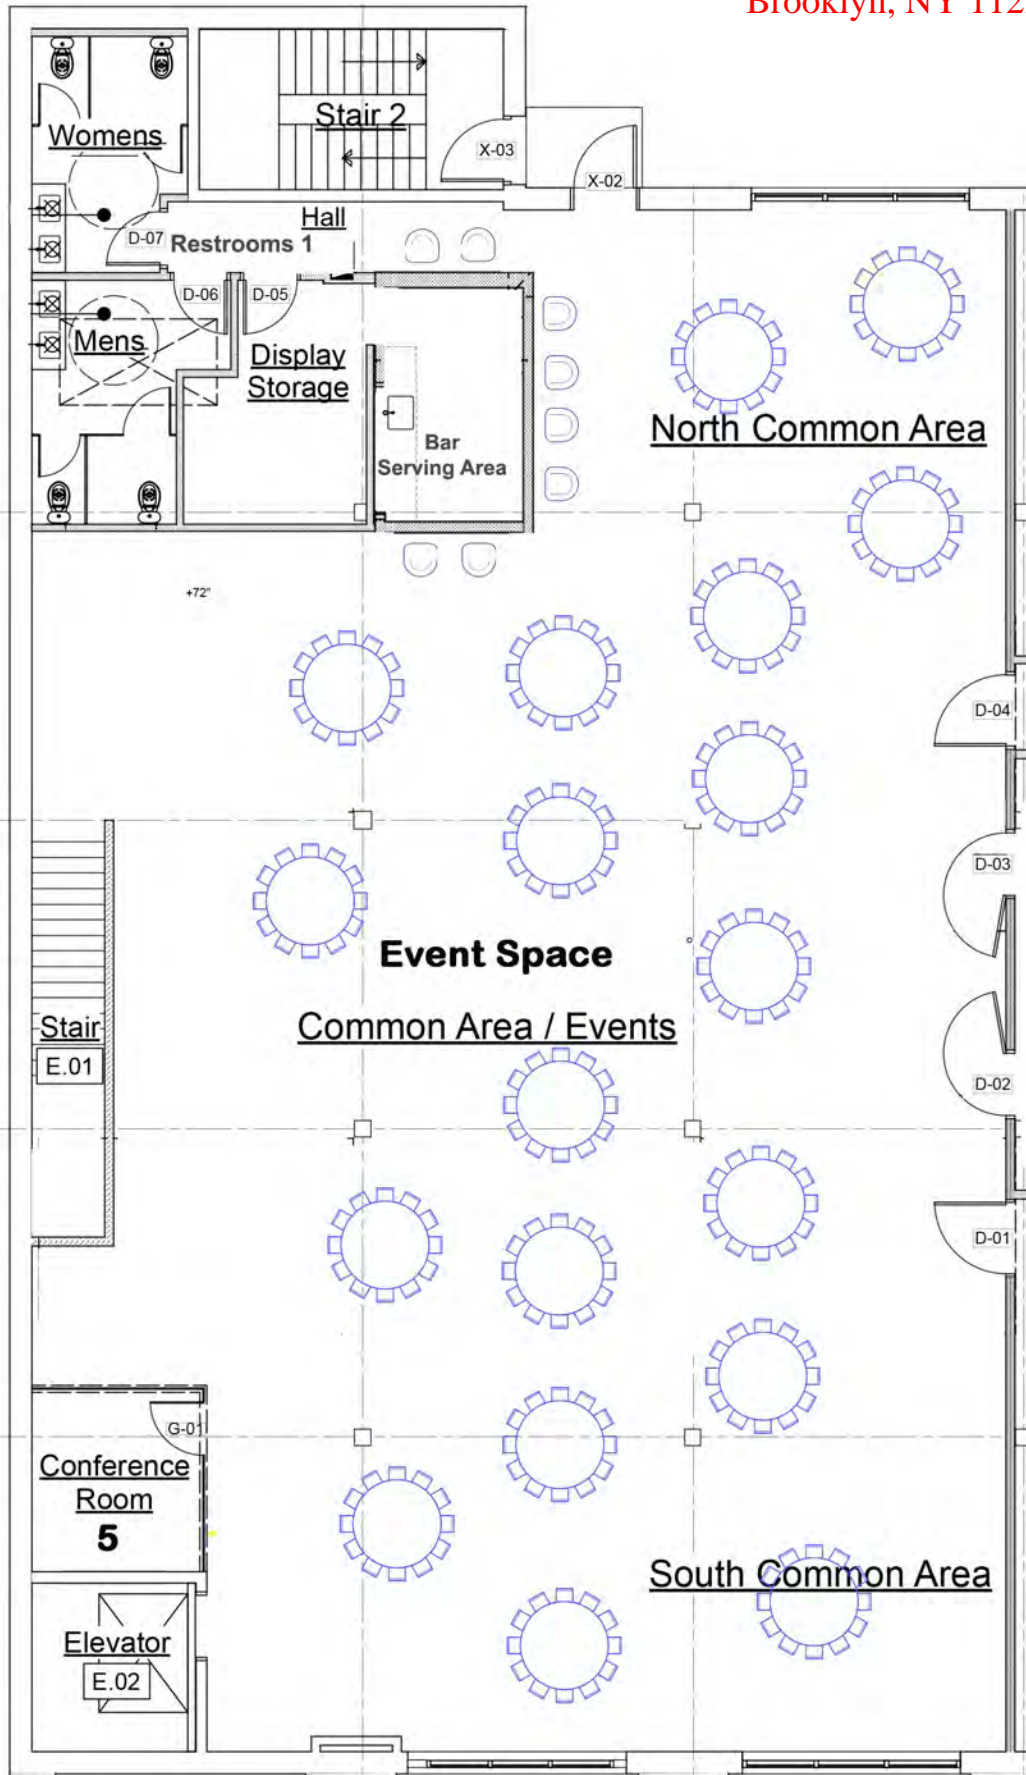 Brooklyn, NY 112
Stair 2
Womens
X-03
X-02
Hall
D-07
Restrooms 1
D-06
D-05
Mens
Display
Storage
Bar
Serving Area
North Common Area
+72"
D-04
D-03
Event Space
Common Area / Events
Stair
E.01
D-02
D-01
G-01
Conference
Room
5
South Common Area
Elevator
E.02